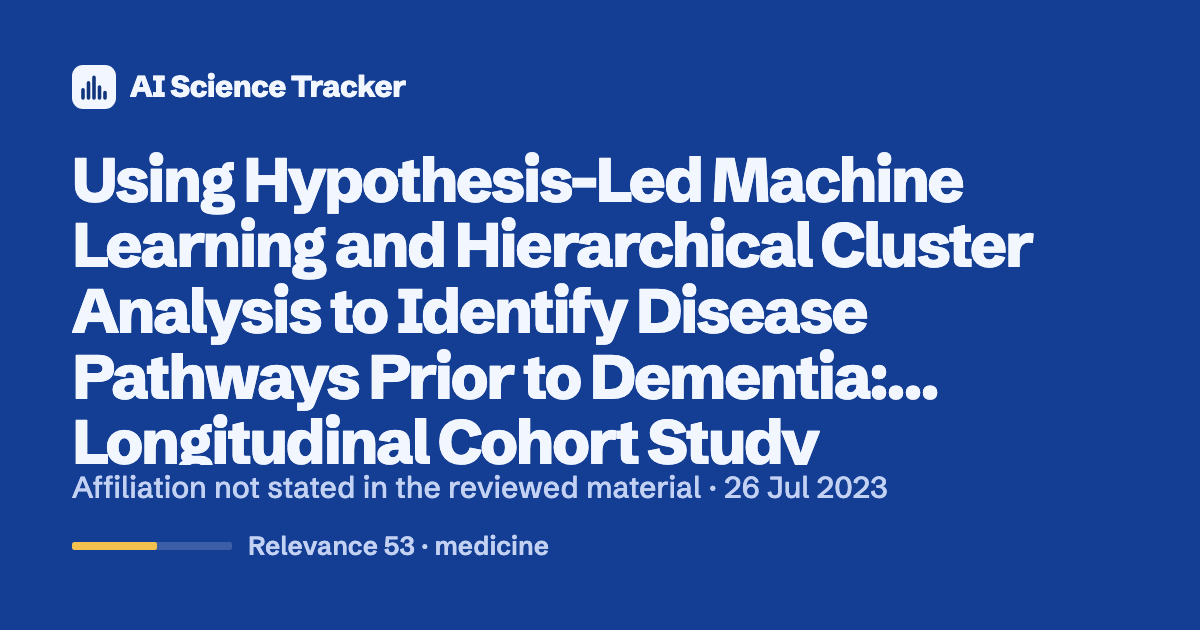 AI Science Tracker
Using Hypothesis-Led Machine
Learning and Hierarchical Cluster
Analysis to Identify Disease
Pathways Prior to Dementia:...
Longitudinal Cohort Study
Affiliation not stated in the reviewed material · 26 Jul 2023
Relevance 53 · medicine